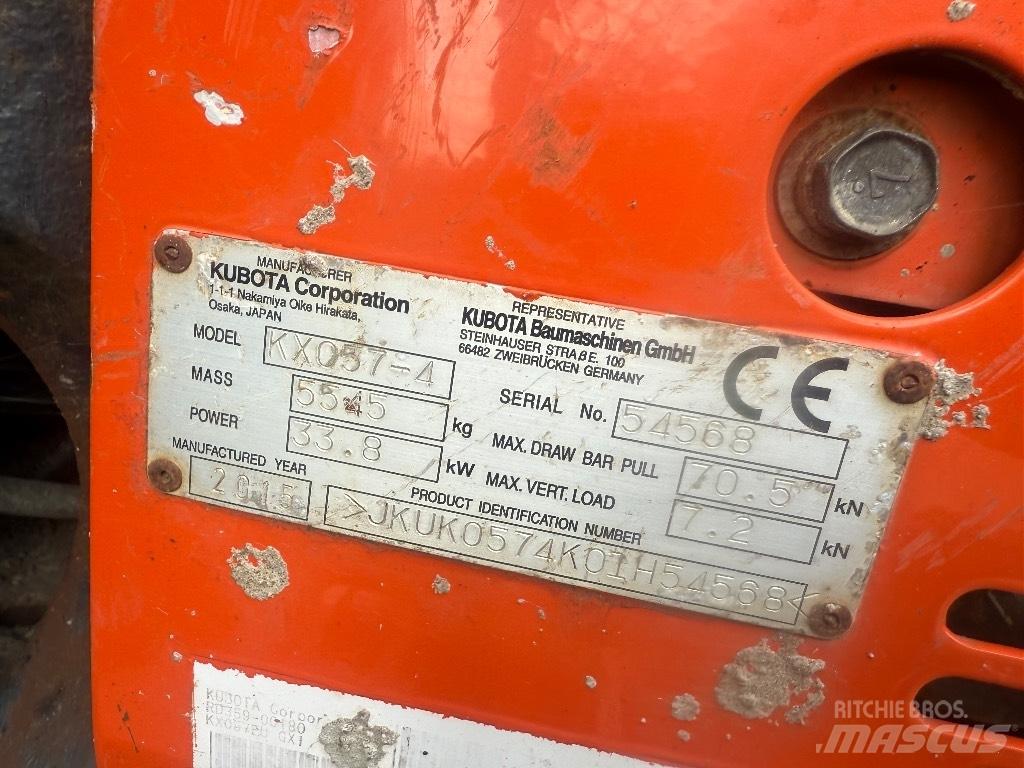 MANUFACTURER
KUBOTA Corporation
1-1-1 Nakamiya Oike Hirakata,
Osaka, JAPAN
REPRESENTATIVE
KUBOTA Baumaschinen GmbH
STEINHAUSER STRAßE. 100
66482 ZWEIBRÜCKEN GERMANY
CE
MODEL KX057-4
SERIAL No. 54568
MASS 5545 kg
MAX. DRAW BAR PULL 70.5 kN
POWER 33.8 kW
MAX. VERT. LOAD 7.2 kN
MANUFACTURED YEAR
2015
PRODUCT IDENTIFICATION NUMBER
>JKUK0574K01H54568<
KUBOTA
RITCHIE BROS.
MASCUS